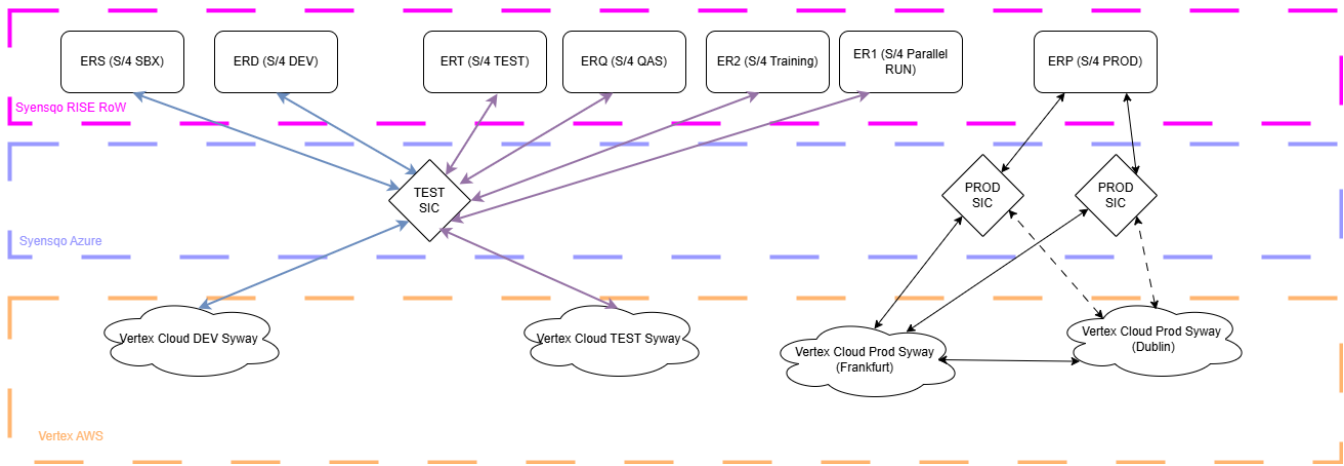 ERS (S/4 SBX)
ERD (S/4 DEV)
ERT (S/4 TEST)
ERQ (S/4 QAS)
ER2 (S/4 Training)
ER1 (S/4 Parallel
RUN)
ERP (S/4 PROD)
Syensqo RISE RoW
TEST
SIC
PROD
SIC
PROD
SIC
Syensqo Azure
Vertex Cloud DEV Syway
Vertex Cloud TEST Syway
Vertex Cloud Prod Syway
(Frankfurt)
Vertex Cloud Prod Syway
(Dublin)
Vertex AWS